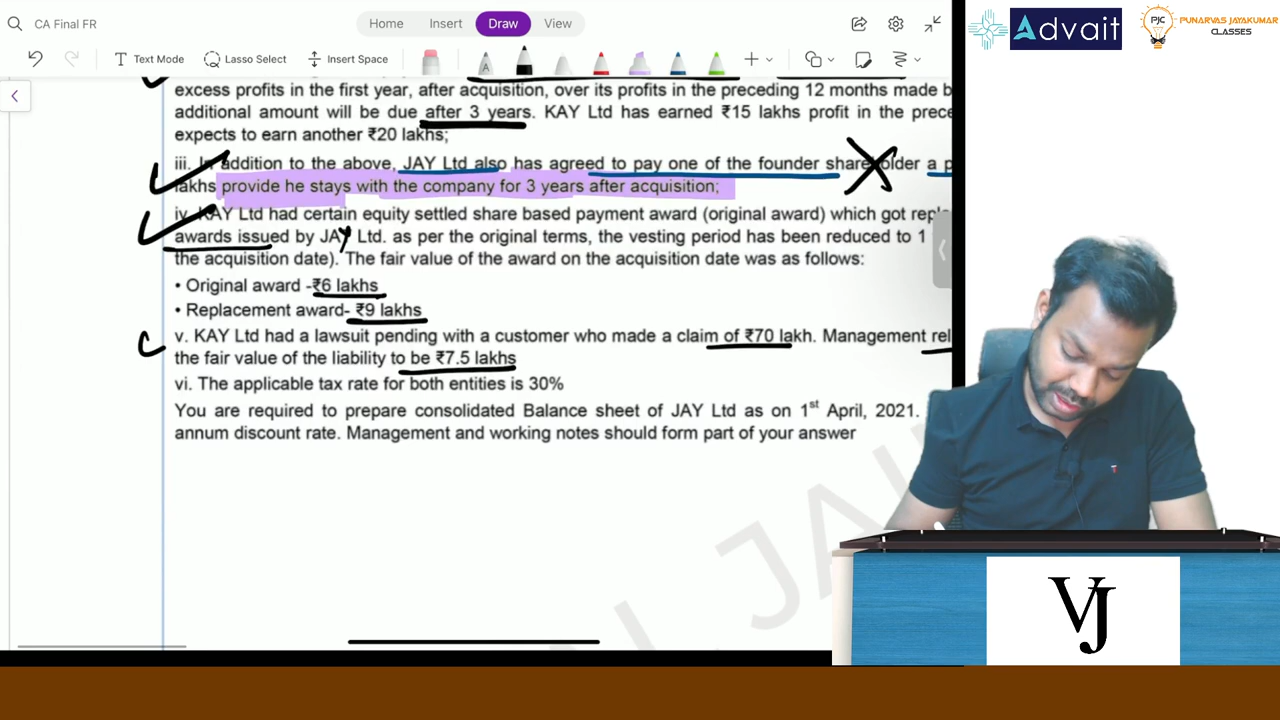 CA Final FR
Home Insert Draw View
Advait
PJC
PUNARVAS JAYAKUMAR
CLASSES
Text Mode Lasso Select Insert Space
excess profits in the first year, after acquisition, over its profits in the preceding 12 months made b
additional amount will be due after 3 years. KAY Ltd has earned ₹15 lakhs profit in the prece
expects to earn another ₹20 lakhs;
iii. In addition to the above, JAY Ltd also has agreed to pay one of the founder shareholder a p
lakhs provide he stays with the company for 3 years after acquisition;
iv. KAY Ltd had certain equity settled share based payment award (original award) which got repl
awards issued by JAY Ltd. as per the original terms, the vesting period has been reduced to 1
the acquisition date). The fair value of the award on the acquisition date was as follows:
• Original award -₹6 lakhs
• Replacement award- ₹9 lakhs
v. KAY Ltd had a lawsuit pending with a customer who made a claim of ₹70 lakh. Management rel
the fair value of the liability to be ₹7.5 lakhs
vi. The applicable tax rate for both entities is 30%
You are required to prepare consolidated Balance sheet of JAY Ltd as on 1st April, 2021.
annum discount rate. Management and working notes should form part of your answer
VJ